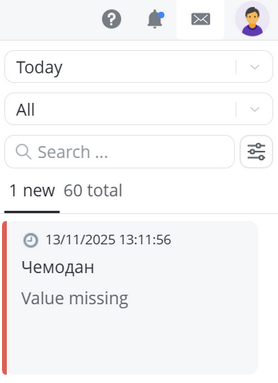 Today
All
Search ...
1 new 60 total
13/11/2025 13:11:56
Чемодан
Value missing